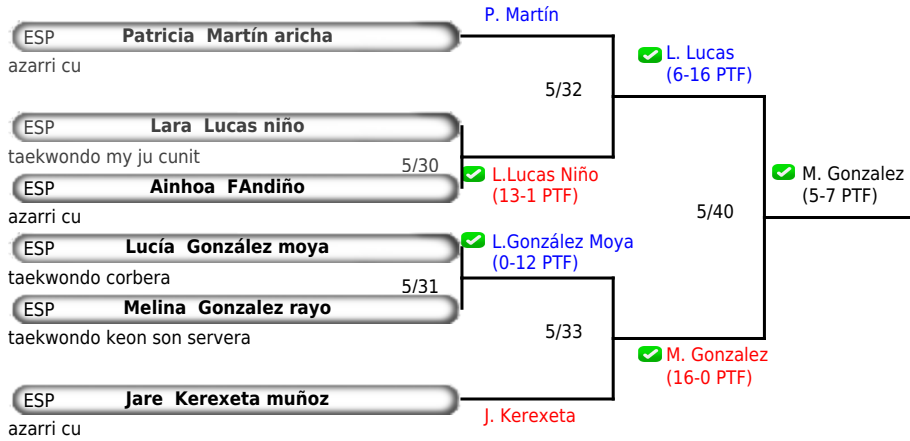 P. Martín
ESP Patricia Martín aricha
azarri cu
L. Lucas
(6-16 PTF)
5/32
ESP Lara Lucas niño
taekwondo my ju cunit
5/30
L.Lucas Niño
(13-1 PTF)
ESP Ainhoa FAndiño
azarri cu
M. Gonzalez
(5-7 PTF)
5/40
ESP Lucía González moya
taekwondo corbera
L.González Moya
(0-12 PTF)
5/31
ESP Melina Gonzalez rayo
taekwondo keon son servera
5/33
M. Gonzalez
(16-0 PTF)
ESP Jare Kerexeta muñoz
azarri cu
J. Kerexeta